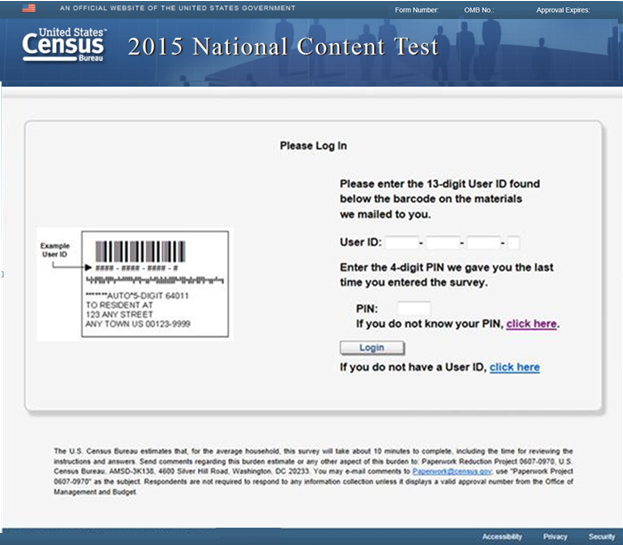 AN OFFICIAL WEBSITE OF THE UNITED STATES GOVERNMENT
Form Number:
OMB No.:
Approval Expires:
United States™
Census
Bureau
2015 National Content Test
Please Log In
Example
User ID
#### - #### - #### - #
*******AUTO*5-DIGIT 64011
TO RESIDENT AT
123 ANY STREET
ANY TOWN US 00123-9999
Please enter the 13-digit User ID found
below the barcode on the materials
we mailed to you.
User ID: - - -
Enter the 4-digit PIN we gave you the last
time you entered the survey.
PIN:
If you do not know your PIN, click here.
Login
If you do not have a User ID, click here
The U.S. Census Bureau estimates that, for the average household, this survey will take about 10 minutes to complete, including the time for reviewing the
instructions and answers. Send comments regarding this burden estimate or any other aspect of this burden to: Paperwork Reduction Project 0607-0970, U.S.
Census Bureau, AMSD-3K138, 4600 Silver Hill Road, Washington, DC 20233. You may e-mail comments to Paperwork@census.gov; use "Paperwork Project
0607-0970" as the subject. Respondents are not required to respond to any information collection unless it displays a valid approval number from the Office of
Management and Budget.
Accessibility
Privacy
Security